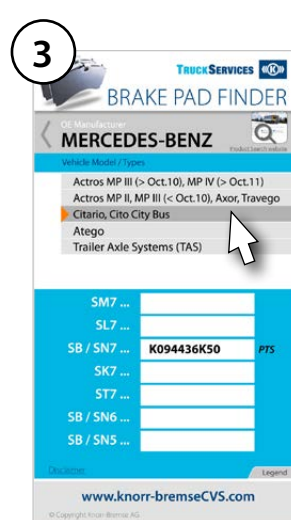 3
TRUCKSERVICES
BRAKE PAD FINDER
OE Manufacturer
MERCEDES-BENZ
Product Search website
Vehicle Model / Types
Actros MP III (> Oct.10), MP IV (> Oct.11)
Actros MP II, MP III (< Oct.10), Axor, Travego
Citario, Cito City Bus
Atego
Trailer Axle Systems (TAS)
SM7 ...
SL7 ...
SB / SN7 ... K094436K50 PTS
SK7 ...
ST7 ...
SB / SN6 ...
SB / SN5 ...
Disclaimer Legend
www.knorr-bremseCVS.com
© Copyright Knorr-Bremse AG